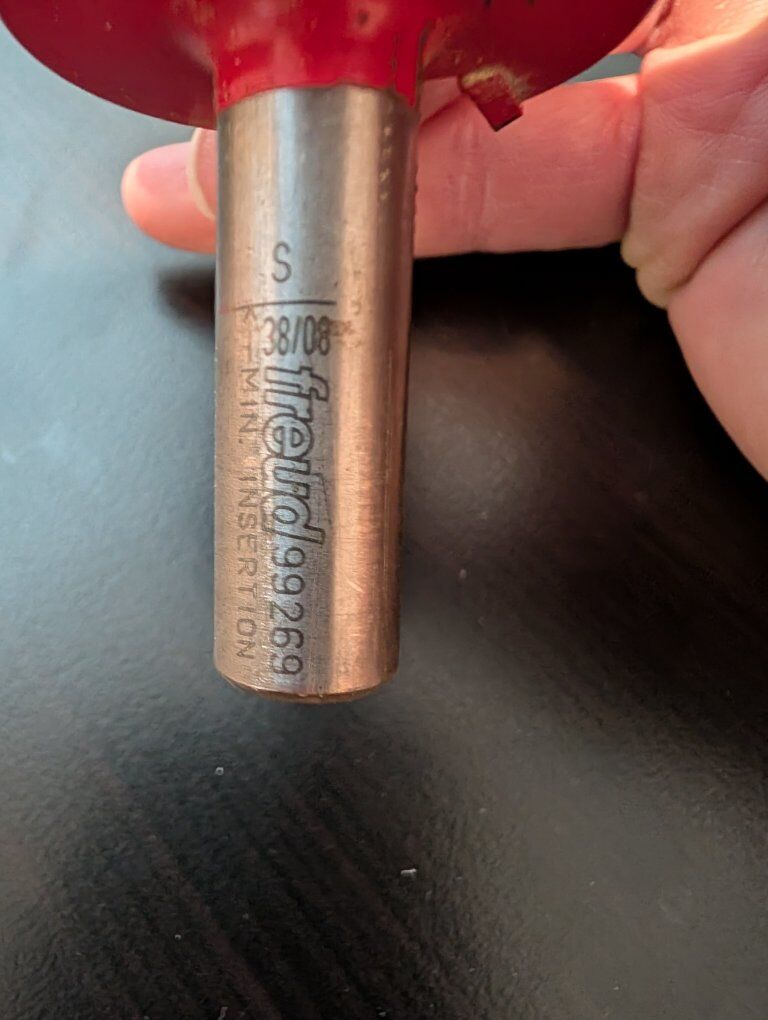 S
38/08
freud 99269
K-MIN. INSERTION